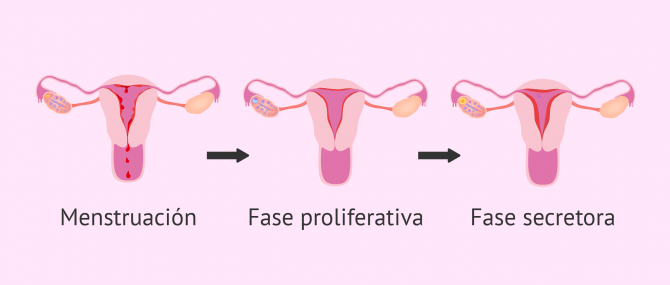 Menstruación
Fase proliferativa
Fase secretora